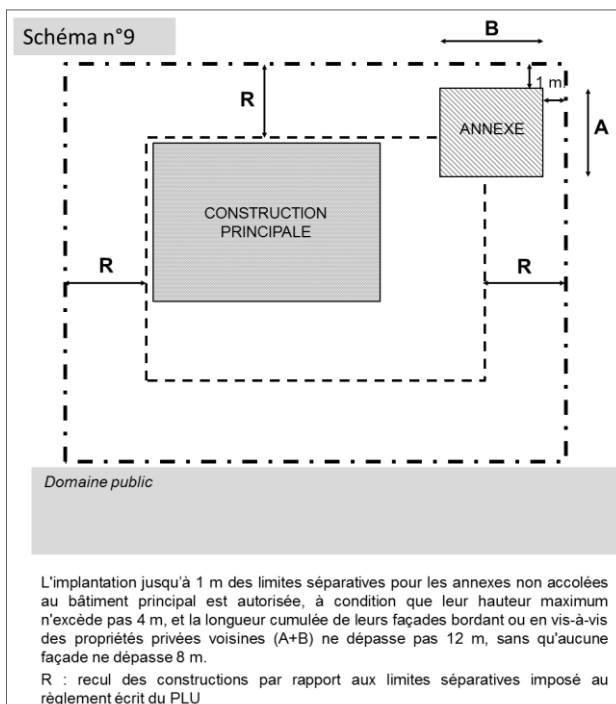 Schéma n°9
B
R
1 m.
ANNEXE
A
CONSTRUCTION
PRINCIPALE
R
R
Domaine public
L'implantation jusqu'à 1 m des limites séparatives pour les annexes non accolées
au bâtiment principal est autorisée, à condition que leur hauteur maximum
n'excède pas 4 m, et la longueur cumulée de leurs façades bordant ou en vis-à-vis
des propriétés privées voisines (A+B) ne dépasse pas 12 m, sans qu'aucune
façade ne dépasse 8 m.
R : recul des constructions par rapport aux limites séparatives imposé au
règlement écrit du PLU